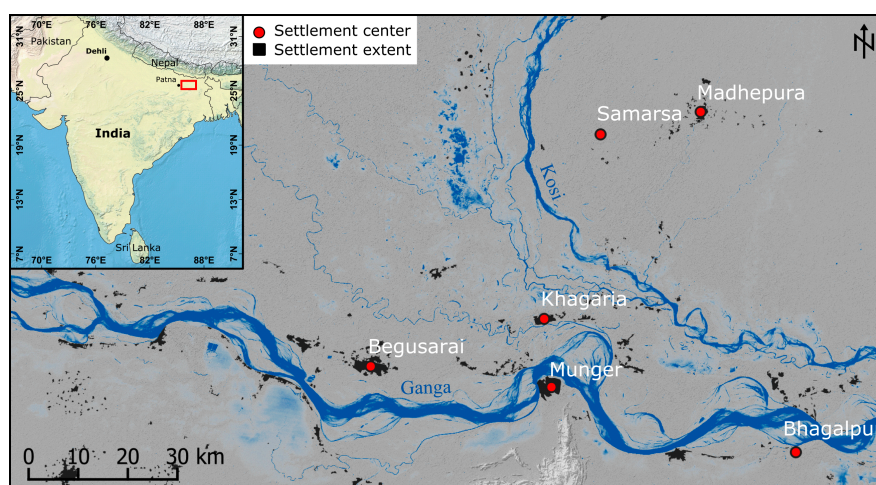 70°E 76°E 82°E 88°E
31°N 31°N
Pakistan
Dehli
Nepal
Patna
25°N 25°N
India
19°N 19°N
13°N 13°N
Sri Lanka
7°N 7°N
70°E 76°E 82°E 88°E
Settlement center
Settlement extent
N
Madhepura
Samarsa
Kosi
Khagaria
Begusarai
Munger
Ganga
Bhagalpu
0 10 20 30 km